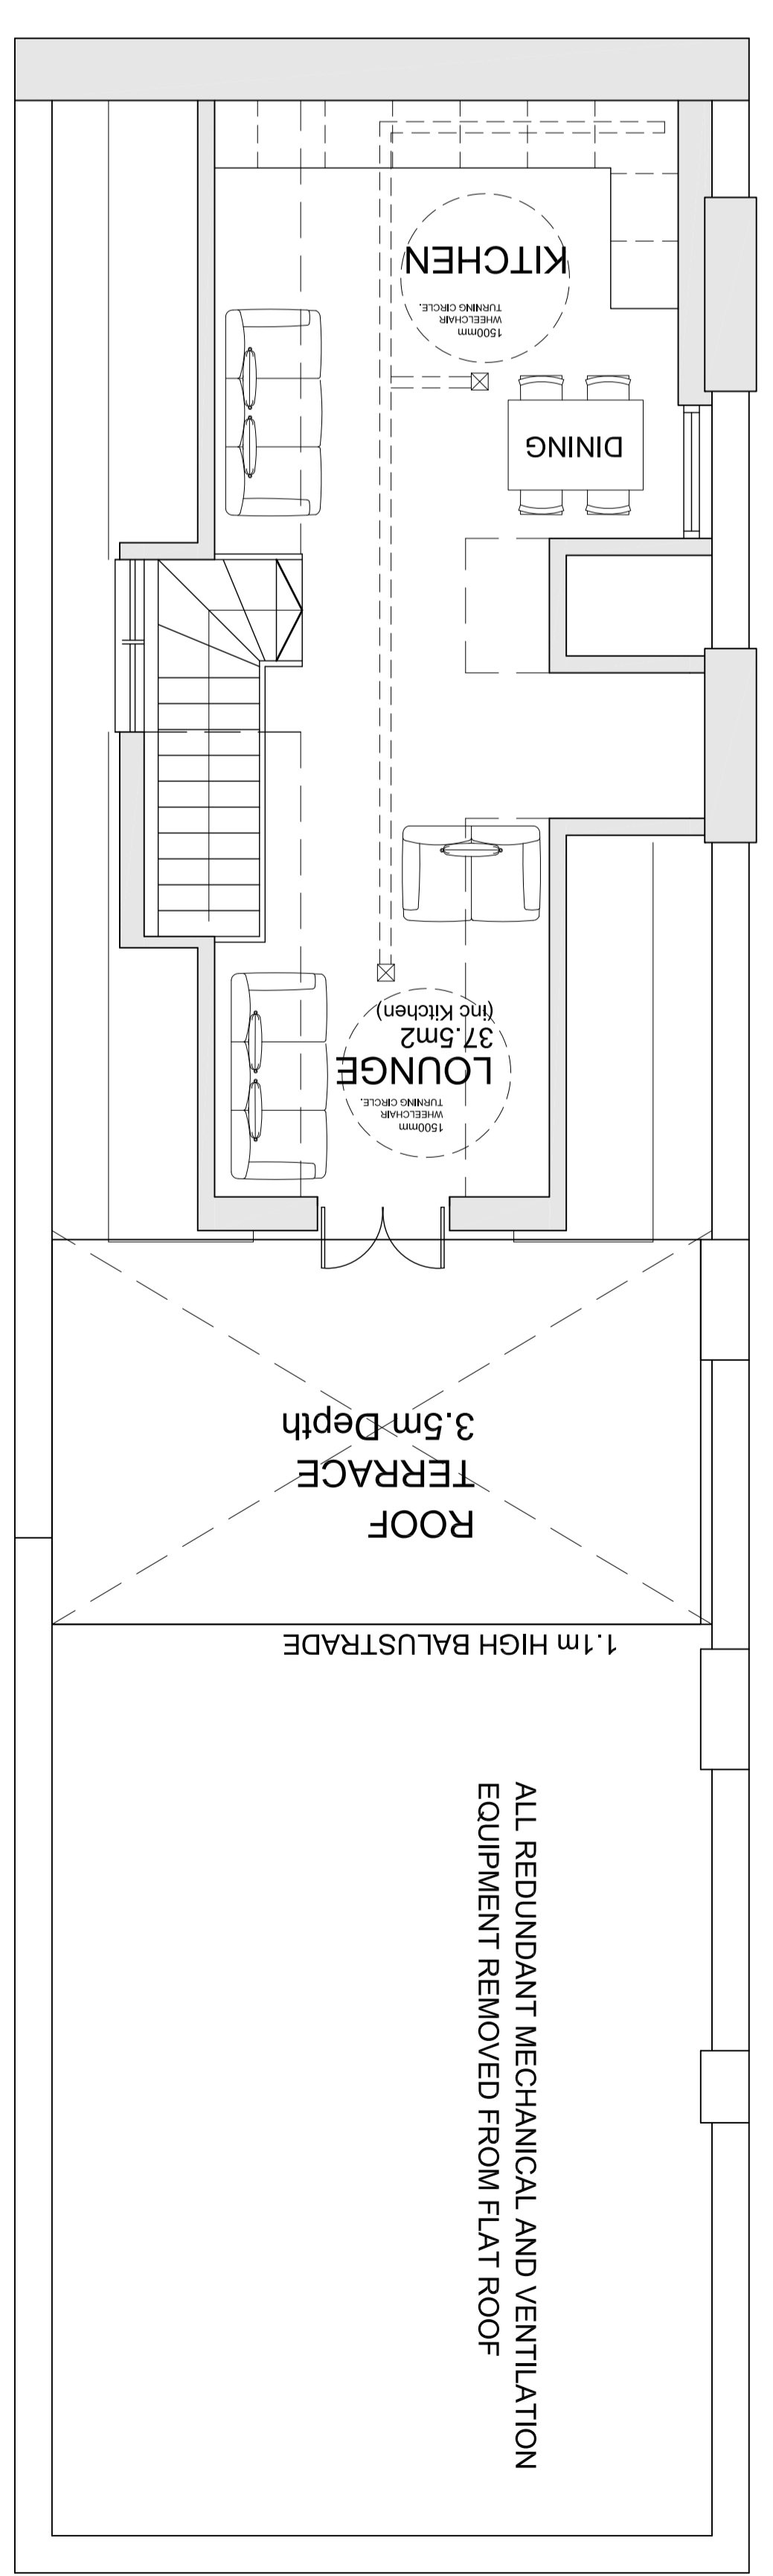 KITCHEN
1500mm
WHEELCHAIR
TURNING CIRCLE.
DINING
LOUNGE
37.5m2
(inc Kitchen)
1500mm
WHEELCHAIR
TURNING CIRCLE.
ROOF
TERRACE
3.5m Depth
1.1m HIGH BALUSTRADE
ALL REDUNDANT MECHANICAL AND VENTILATION
EQUIPMENT REMOVED FROM FLAT ROOF